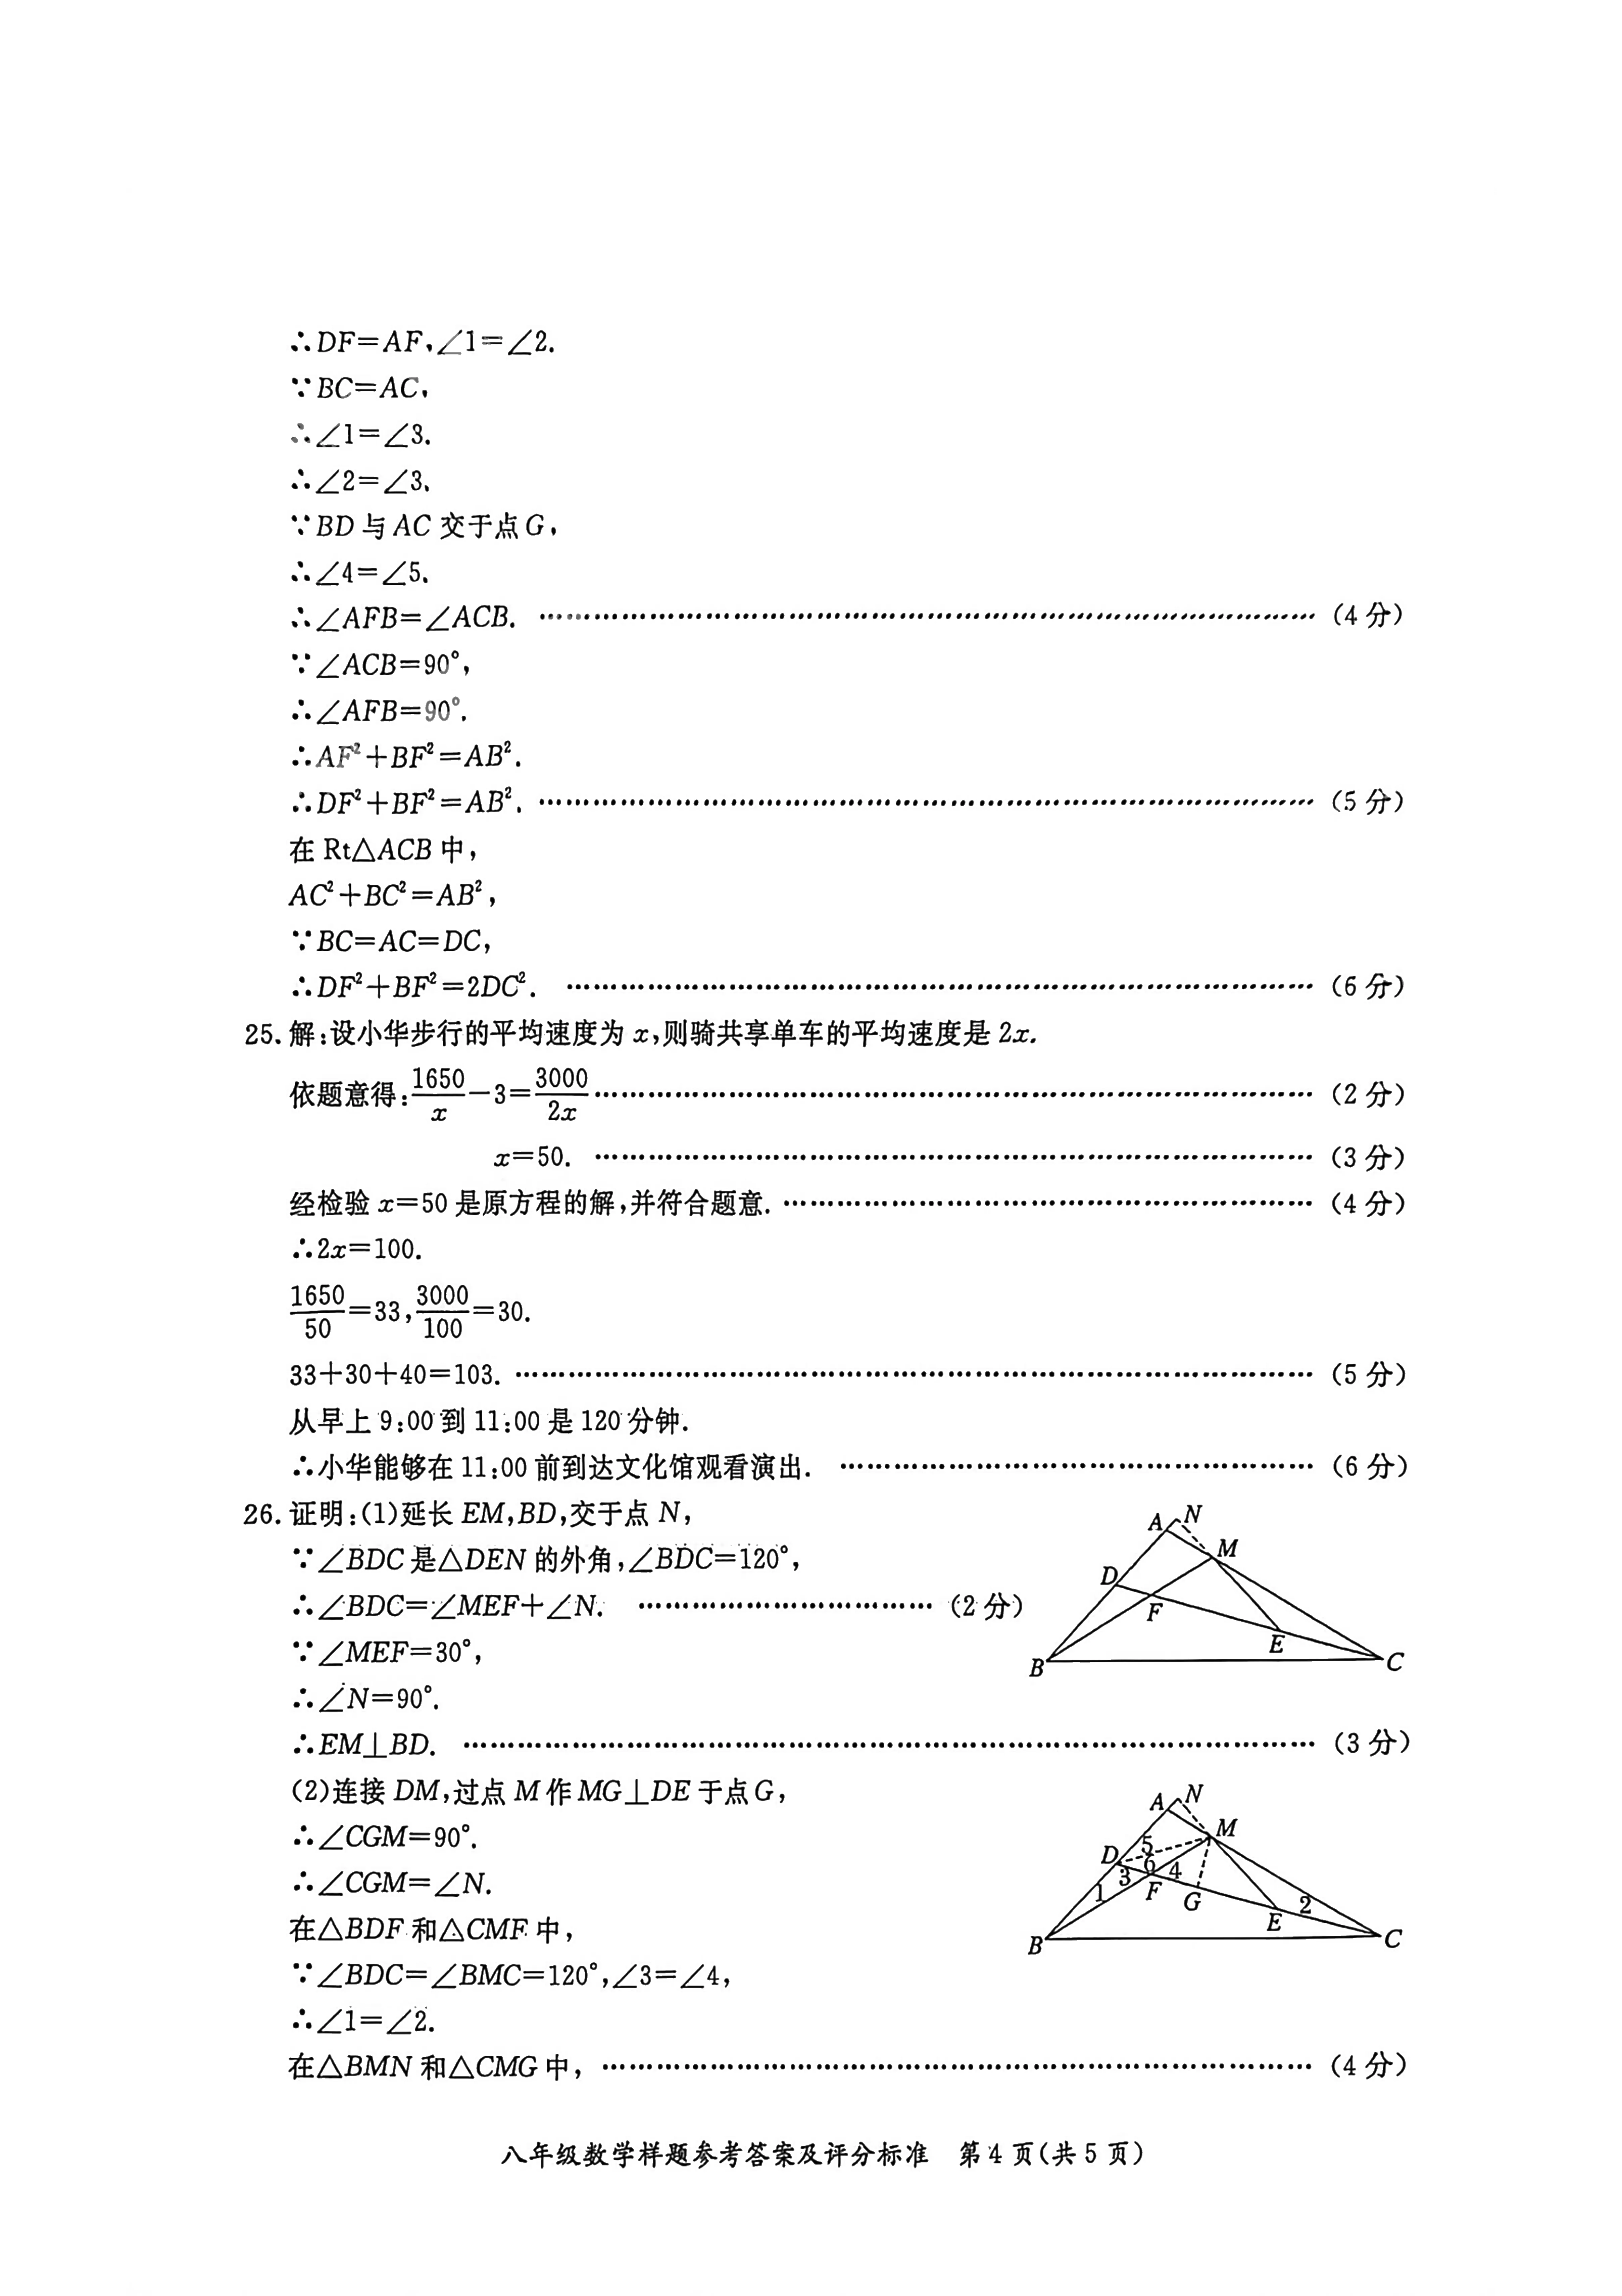 ∴DF=AF,∠1=∠2.
∵BC=AC,
∴∠1=∠3.
∴∠2=∠3.
∵BD与AC交于点G,
∴∠4=∠5.
∴∠AFB=∠ACB. ……………………………………………… (4分)
∵∠ACB=90°,
∴∠AFB=90°.
∴AF²+BF²=AB².
∴DF²+BF²=AB². ……………………………………………… (5分)
在Rt△ACB中,
AC²+BC²=AB²,
∵BC=AC=DC,
∴DF²+BF²=2DC². ……………………………………………… (6分)
25. 解:设小华步行的平均速度为x,则骑共享单车的平均速度是2x.
依题意得:1650/x-3=3000/2x ……………………………………………… (2分)
x=50. ……………………………………………… (3分)
经检验x=50是原方程的解,并符合题意. ……………………………… (4分)
∴2x=100.
1650/50=33,3000/100=30.
33+30+40=103. ……………………………………………… (5分)
从早上9:00到11:00是120分钟.
∴小华能够在11:00前到达文化馆观看演出. ……………………………… (6分)
26. 证明:(1)延长EM,BD,交于点N,
∵∠BDC是△DEN的外角,∠BDC=120°,
∴∠BDC=∠MEF+∠N. ……………………… (2分)
∵∠MEF=30°,
∴∠N=90°.
∴EM⊥BD. ……………………………………………… (3分)
A N
M
D
F
E
B C
(2)连接DM,过点M作MG⊥DE于点G,
∴∠CGM=90°.
∴∠CGM=∠N.
在△BDF和△CMF中,
∵∠BDC=∠BMC=120°,∠3=∠4,
∴∠1=∠2.
在△BMN和△CMG中, ……………………………………………… (4分)
A N
M
5
D 6
3 4
1 F G 2
E
B C
八年级数学样题参考答案及评分标准 第4页(共5页)